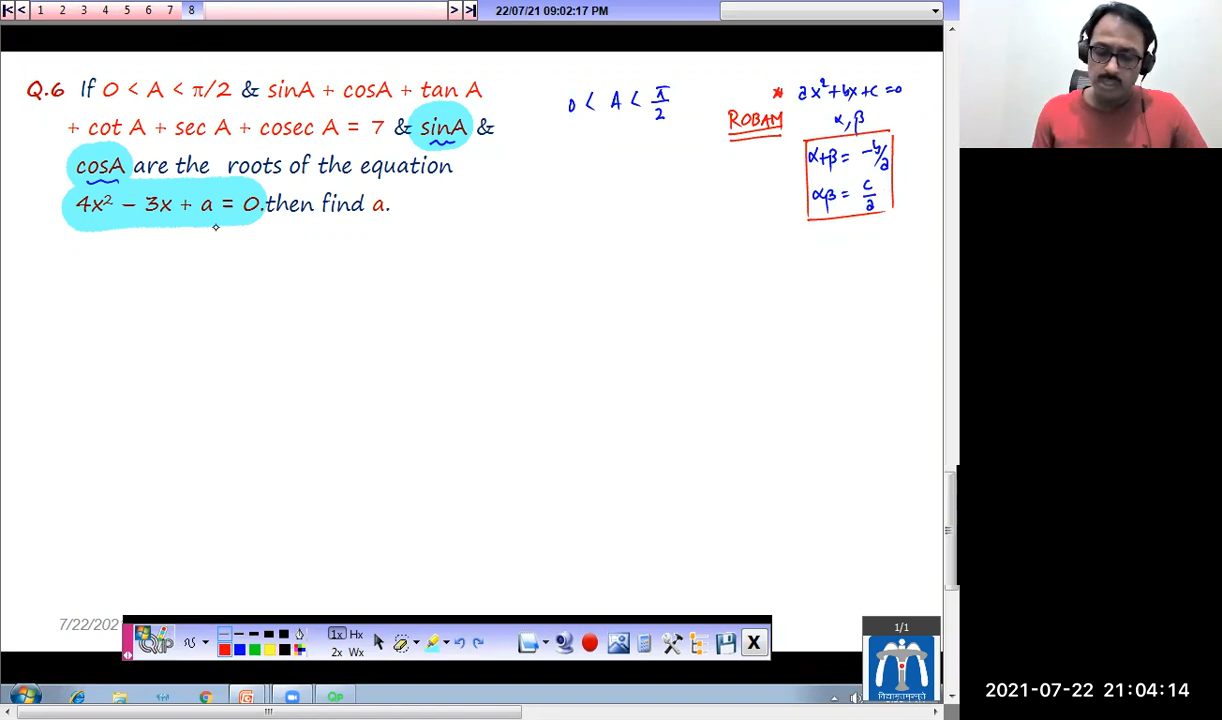 1 2 3 4 5 6 7 8
22/07/21 09:02:17 PM
Q.6 If 0 < A < π/2 & sinA + cosA + tan A
+ cot A + sec A + cosec A = 7 & sinA &
cosA are the roots of the equation
4x² − 3x + a = 0.then find a.
0 < A < π/2
* ax²+bx+c=0
ROBAM
α, β
α+β = -b/a
αβ = c/a
7/22/202
1x Hx
2x Wx
X
1/1
QP
2021-07-22 21:04:14